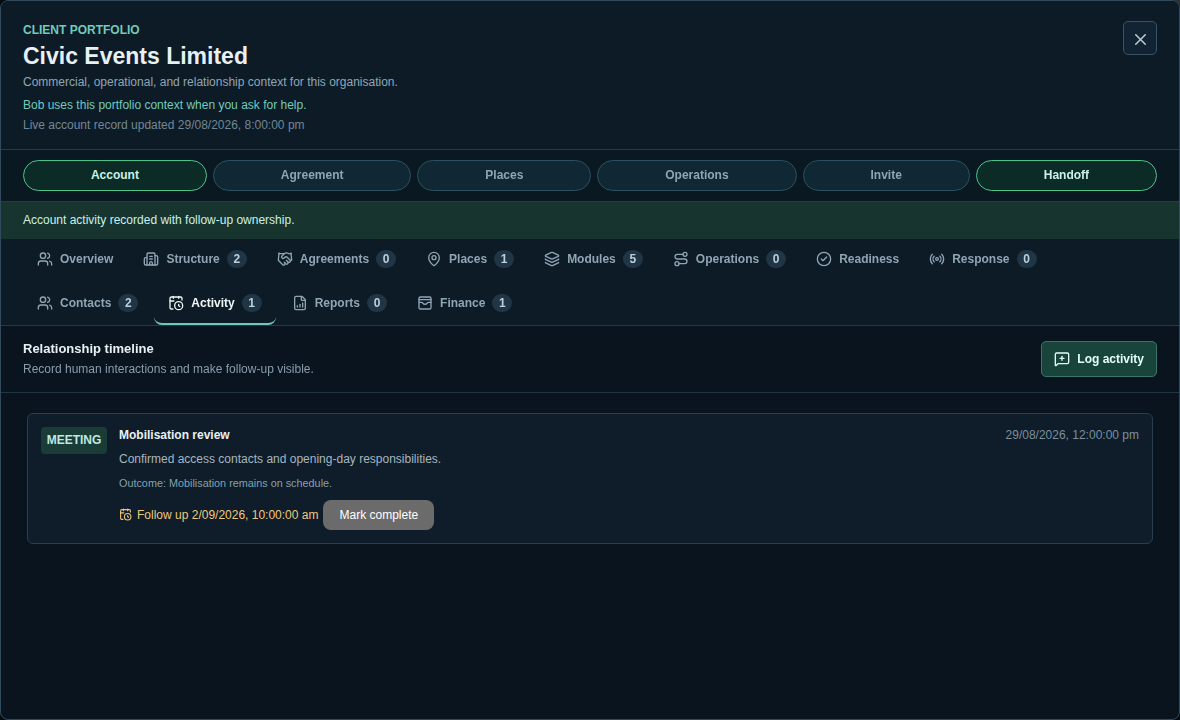 CLIENT PORTFOLIO
Civic Events Limited
Commercial, operational, and relationship context for this organisation.
Bob uses this portfolio context when you ask for help.
Live account record updated 29/08/2026, 8:00:00 pm
Account Agreement Places Operations Invite Handoff
Account activity recorded with follow-up ownership.
Overview Structure 2 Agreements 0 Places 1 Modules 5 Operations 0 Readiness Response 0
Contacts 2 Activity 1 Reports 0 Finance 1
Relationship timeline
Record human interactions and make follow-up visible.
Log activity
MEETING Mobilisation review 29/08/2026, 12:00:00 pm
Confirmed access contacts and opening-day responsibilities.
Outcome: Mobilisation remains on schedule.
Follow up 2/09/2026, 10:00:00 am Mark complete